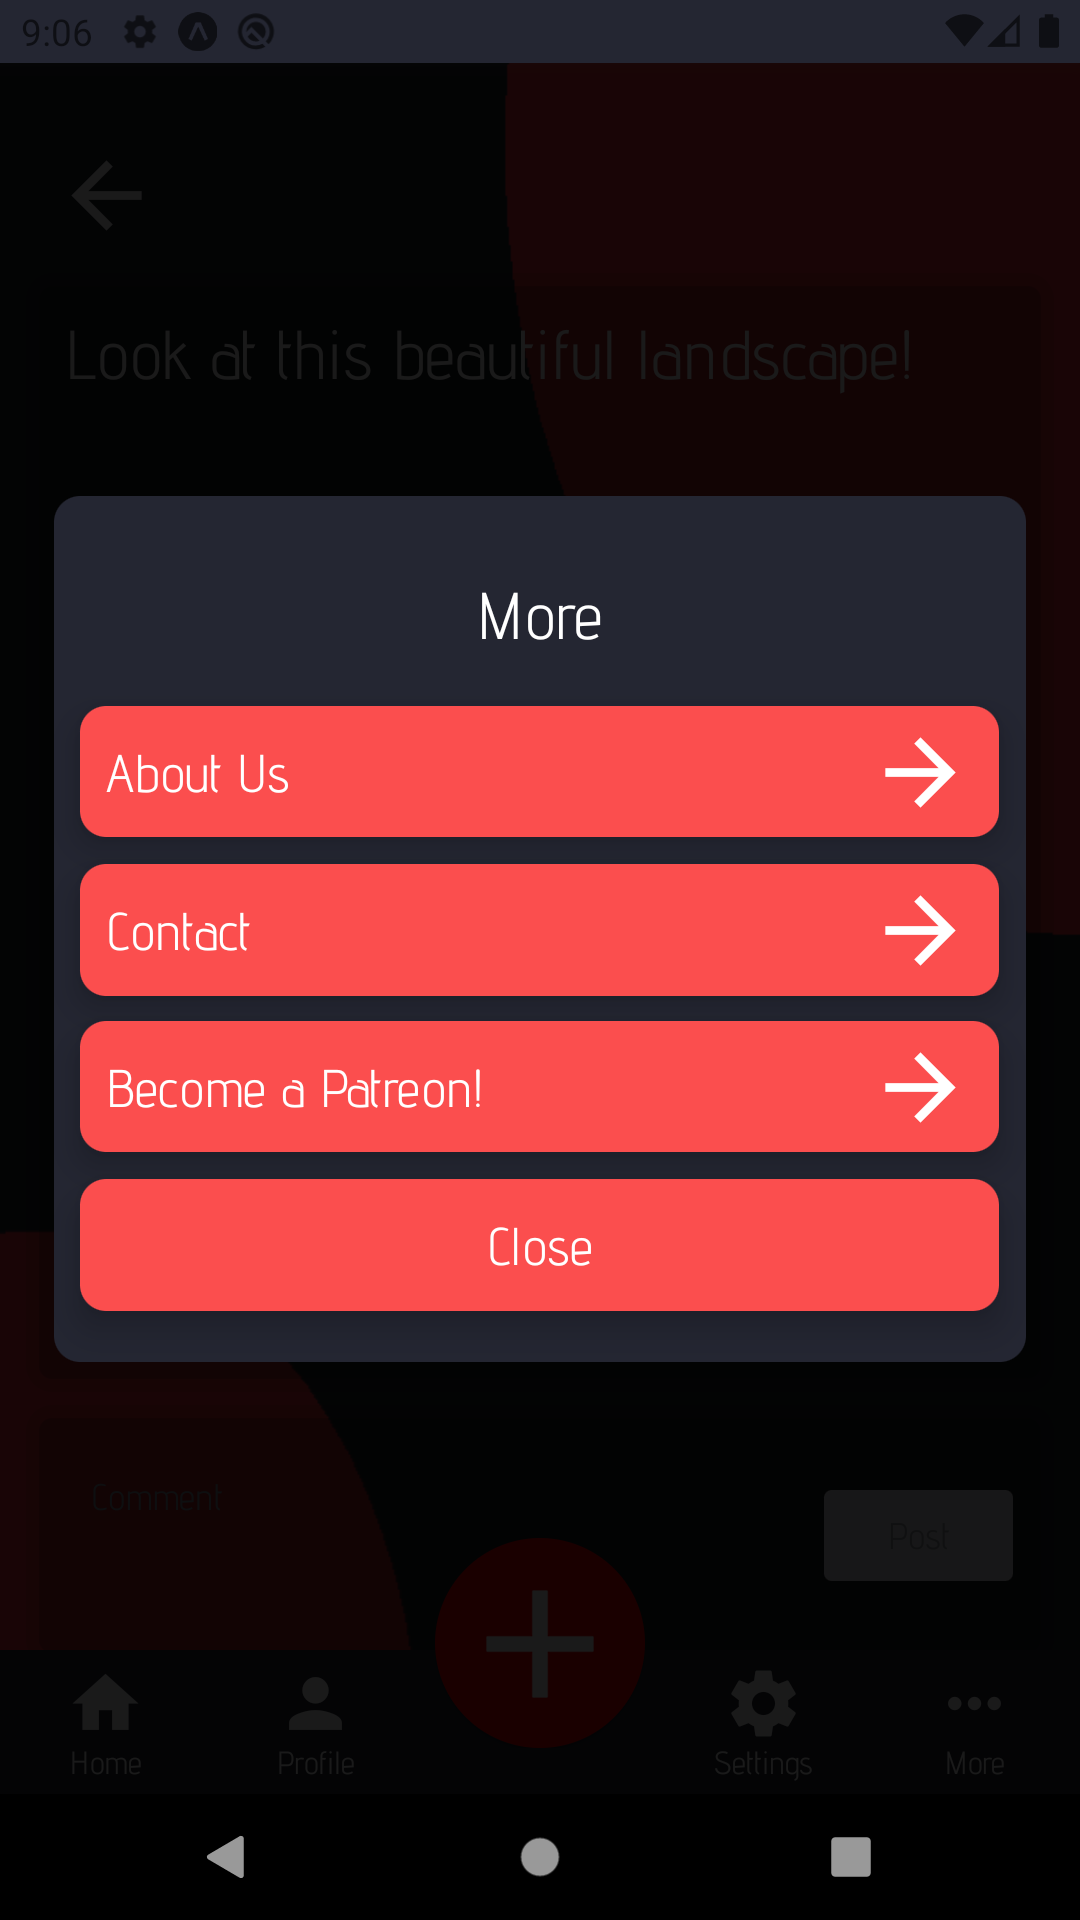 9:06
Look at this beautiful landscape!
More
About Us
Contact
Become a Patreon!
Close
Comment
Post
Home
Profile
Settings
More